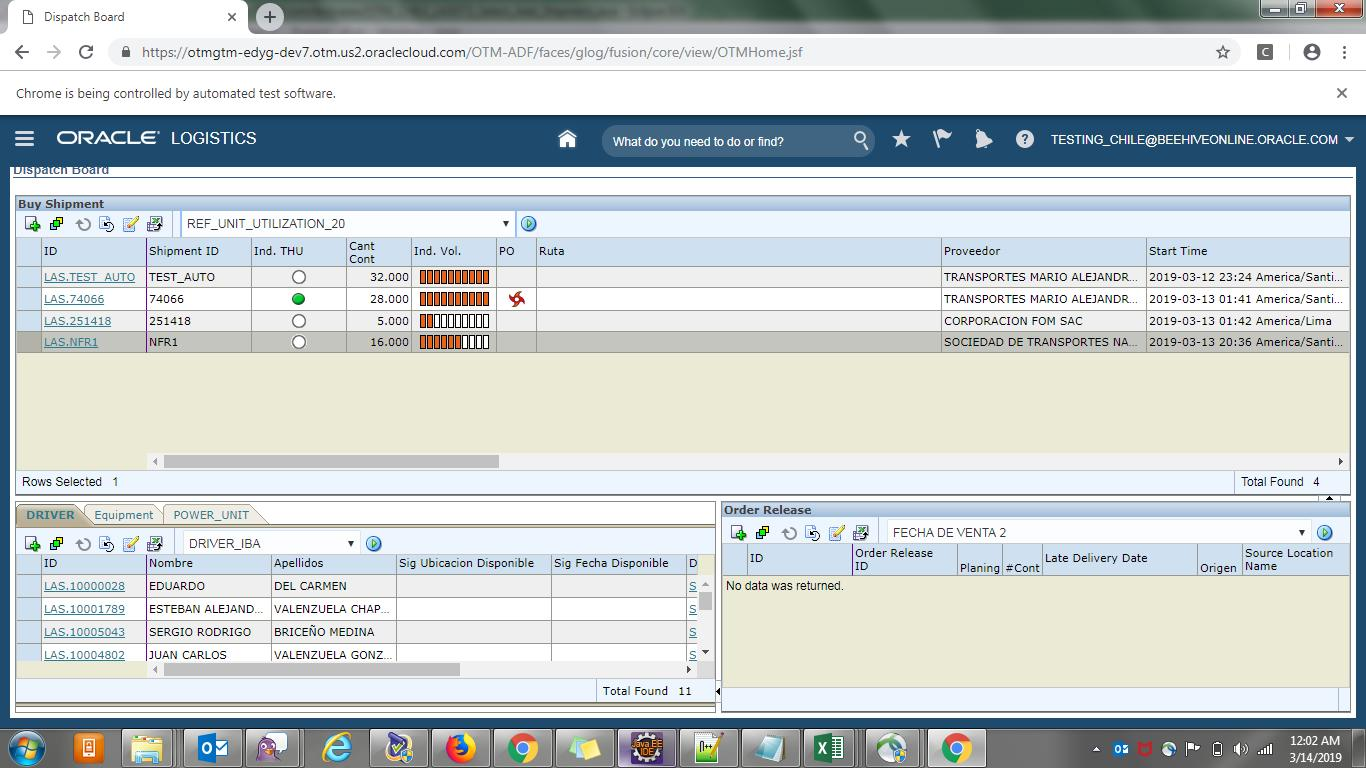 Dispatch Board
https://otmgtm-edyg-dev7.otm.us2.oraclecloud.com/OTM-ADF/faces/glog/fusion/core/view/OTMHome.jsf
Chrome is being controlled by automated test software.
ORACLE LOGISTICS What do you need to do or find? TESTING_CHILE@BEEHIVEONLINE.ORACLE.COM
Dispatch Board
Buy Shipment
REF_UNIT_UTILIZATION_20
ID Shipment ID Ind. THU Cant Cont Ind. Vol. PO Ruta Proveedor Start Time
LAS.TEST_AUTO TEST_AUTO 32.000 TRANSPORTES MARIO ALEJANDR... 2019-03-12 23:24 America/Santi...
LAS.74066 74066 28.000 TRANSPORTES MARIO ALEJANDR... 2019-03-13 01:41 America/Santi...
LAS.251418 251418 5.000 CORPORACION FOM SAC 2019-03-13 01:42 America/Lima
LAS.NFR1 NFR1 16.000 SOCIEDAD DE TRANSPORTES NA... 2019-03-13 20:36 America/Santi...
Rows Selected 1 Total Found 4
DRIVER Equipment POWER_UNIT
DRIVER_IBA
ID Nombre Apellidos Sig Ubicacion Disponible Sig Fecha Disponible D
LAS.10000028 EDUARDO DEL CARMEN S
LAS.10001789 ESTEBAN ALEJAND... VALENZUELA CHAP... S
LAS.10005043 SERGIO RODRIGO BRICEÑO MEDINA S
LAS.10004802 JUAN CARLOS VALENZUELA GONZ... S
Total Found 11
Order Release
FECHA DE VENTA 2
ID Order Release ID Planing #Cont Late Delivery Date Origen Source Location Name
No data was returned.
Java EE IDE
12:02 AM
3/14/2019